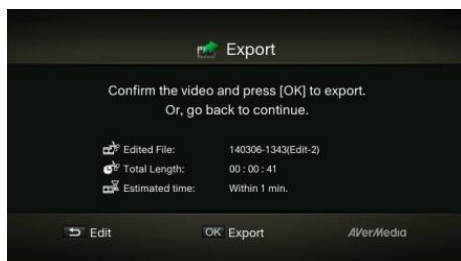 Export
Confirm the video and press [OK] to export.
Or, go back to continue.
Edited File: 140306-1343(Edit-2)
Total Length: 00 : 00 : 41
Estimated time: Within 1 min.
Edit OK Export AVerMedia